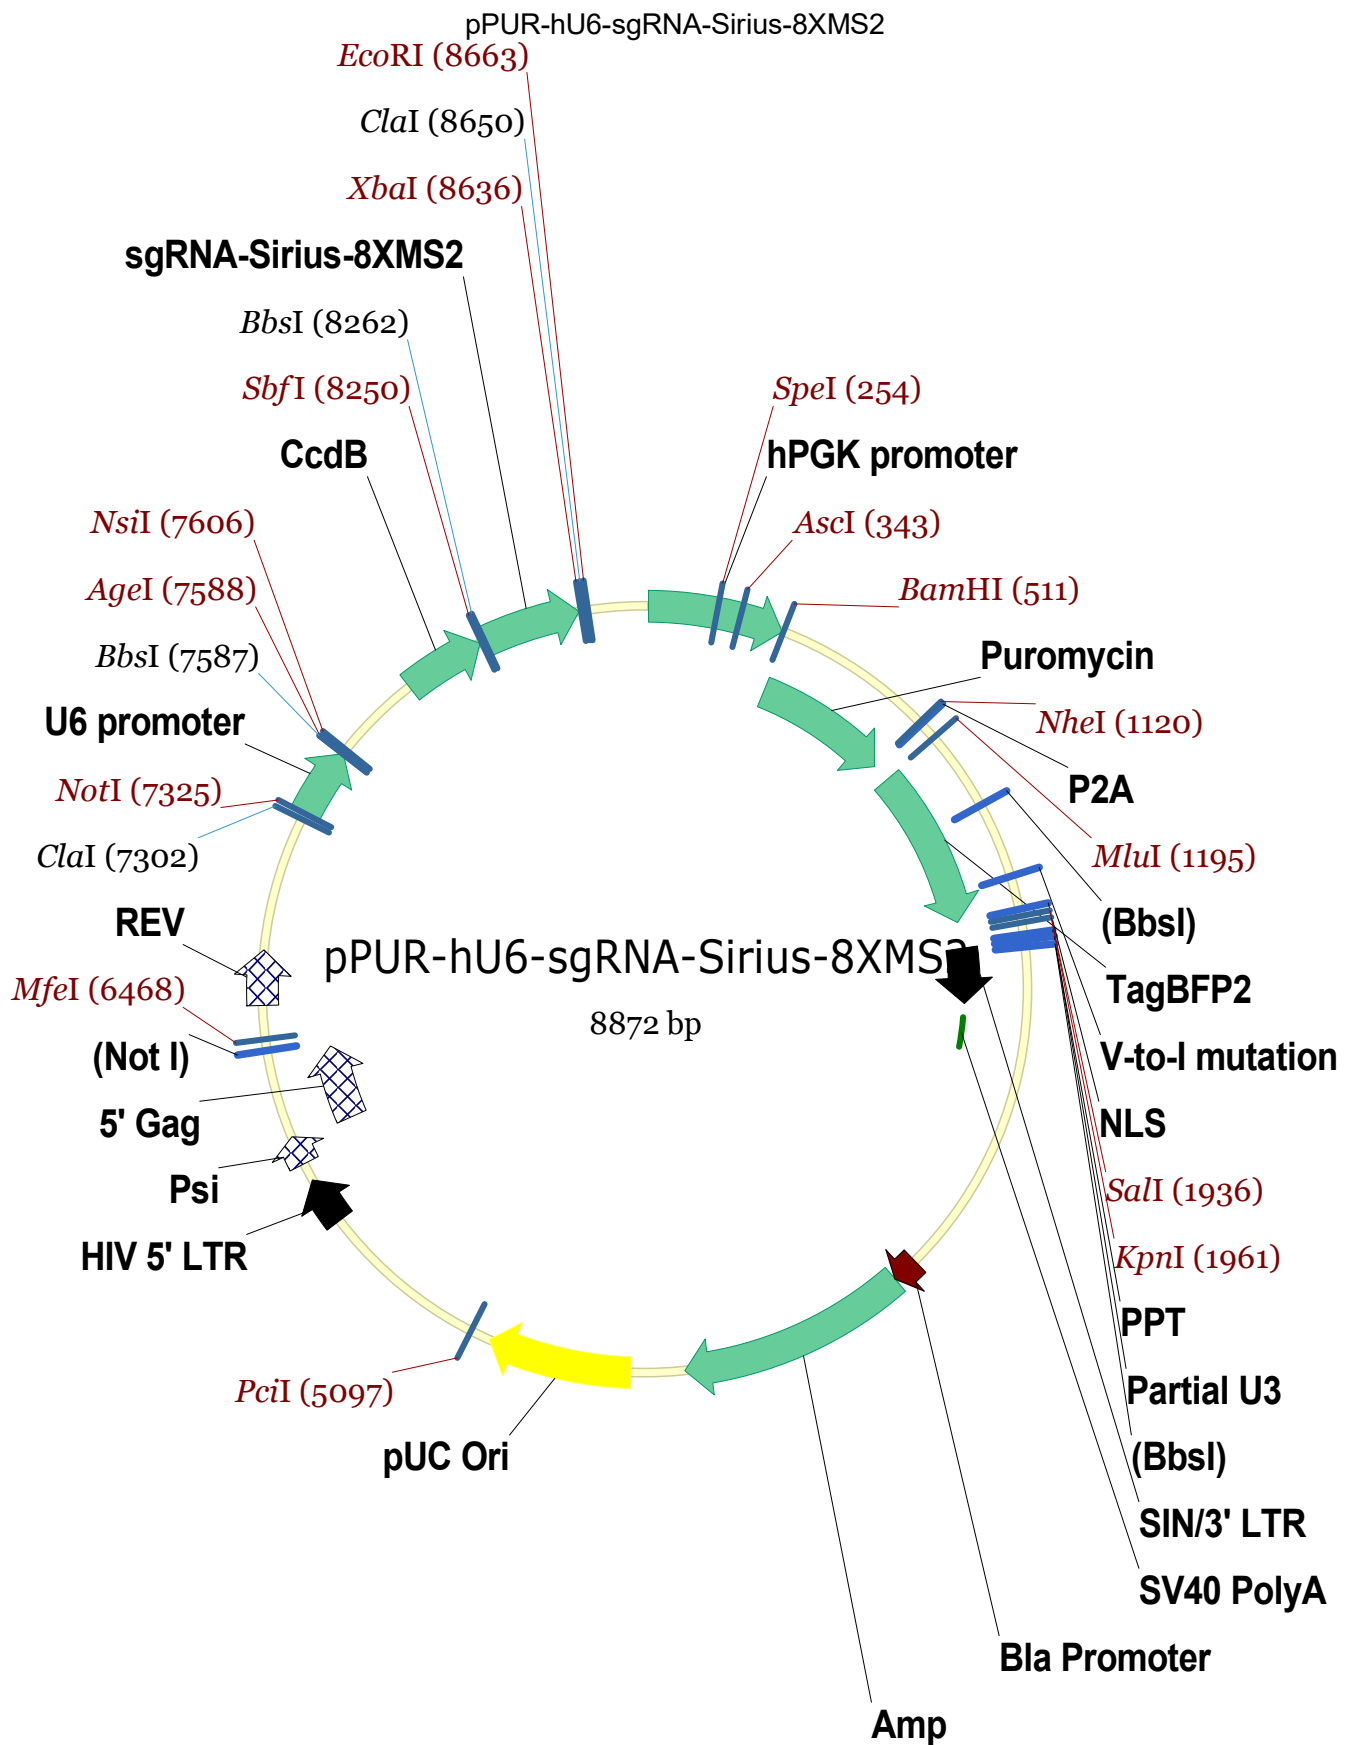 pPUR-hU6-sgRNA-Sirius-8XMS2
EcoRI (8663)
ClaI (8650)
XbaI (8636)
sgRNA-Sirius-8XMS2
BbsI (8262)
SbfI (8250)
SpeI (254)
CcdB
hPGK promoter
NsiI (7606)
AscI (343)
AgeI (7588)
BamHI (511)
BbsI (7587)
Puromycin
U6 promoter
NheI (1120)
NotI (7325)
P2A
ClaI (7302)
MluI (1195)
REV
(BbsI)
pPUR-hU6-sgRNA-Sirius-8XMS2
MfeI (6468)
TagBFP2
8872 bp
(Not I)
V-to-I mutation
5' Gag
NLS
Psi
SalI (1936)
HIV 5' LTR
KpnI (1961)
PPT
PciI (5097)
Partial U3
pUC Ori
(BbsI)
SIN/3' LTR
SV40 PolyA
Bla Promoter
Amp